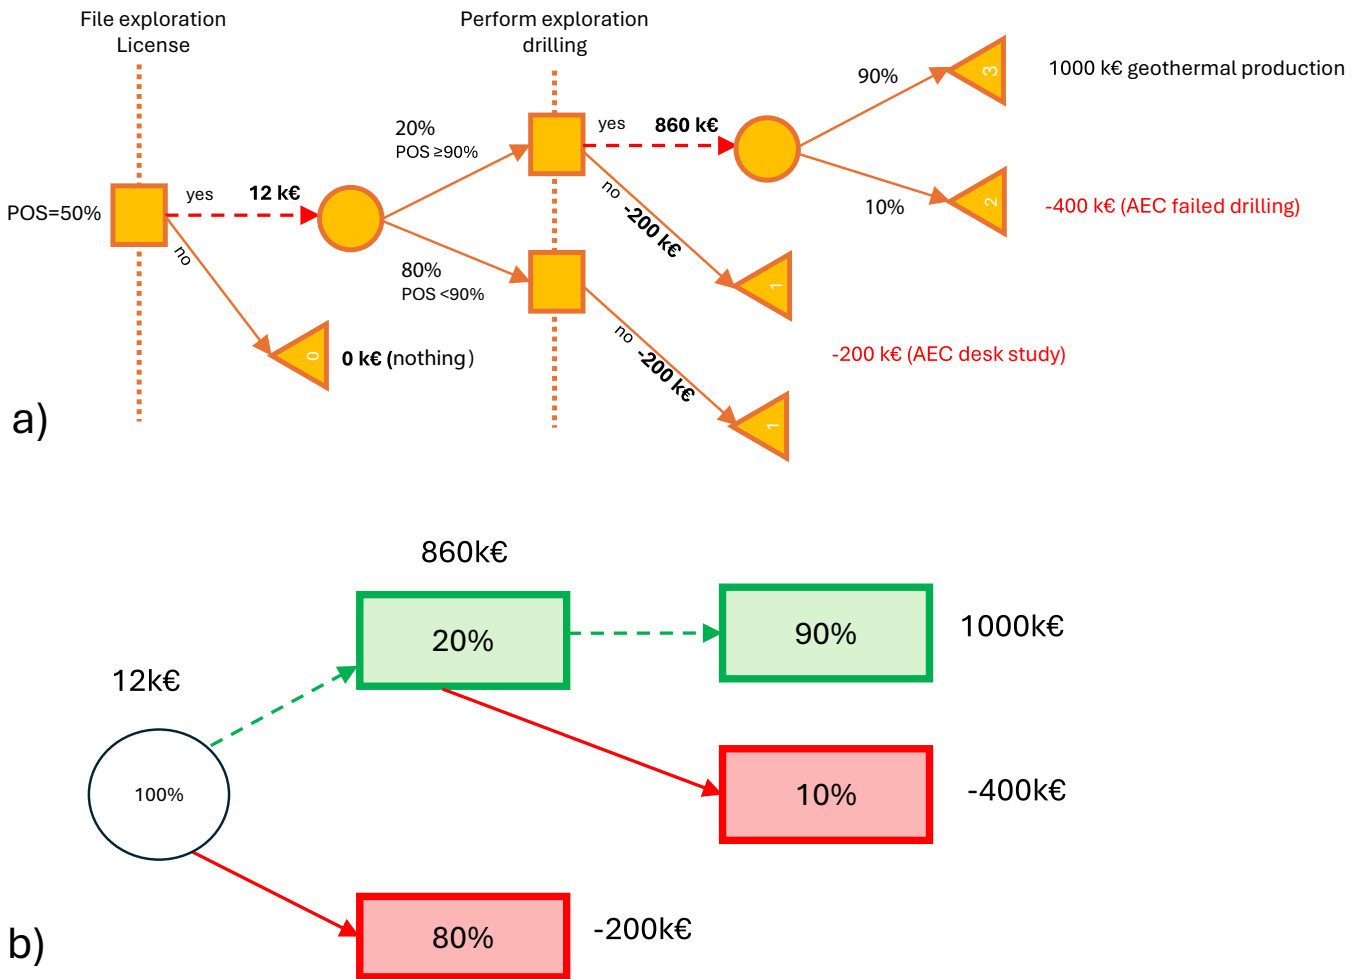 File exploration
License
Perform exploration
drilling
90%
3
1000 k€ geothermal production
20%
POS ≥90%
yes
860 k€
10%
2
-400 k€ (AEC failed drilling)
POS=50%
yes
12 k€
no
no
-200 k€
1
80%
POS <90%
0
0 k€ (nothing)
no
-200 k€
1
-200 k€ (AEC desk study)
a)
860k€
20%
90%
1000k€
12k€
100%
10%
-400k€
80%
-200k€
b)